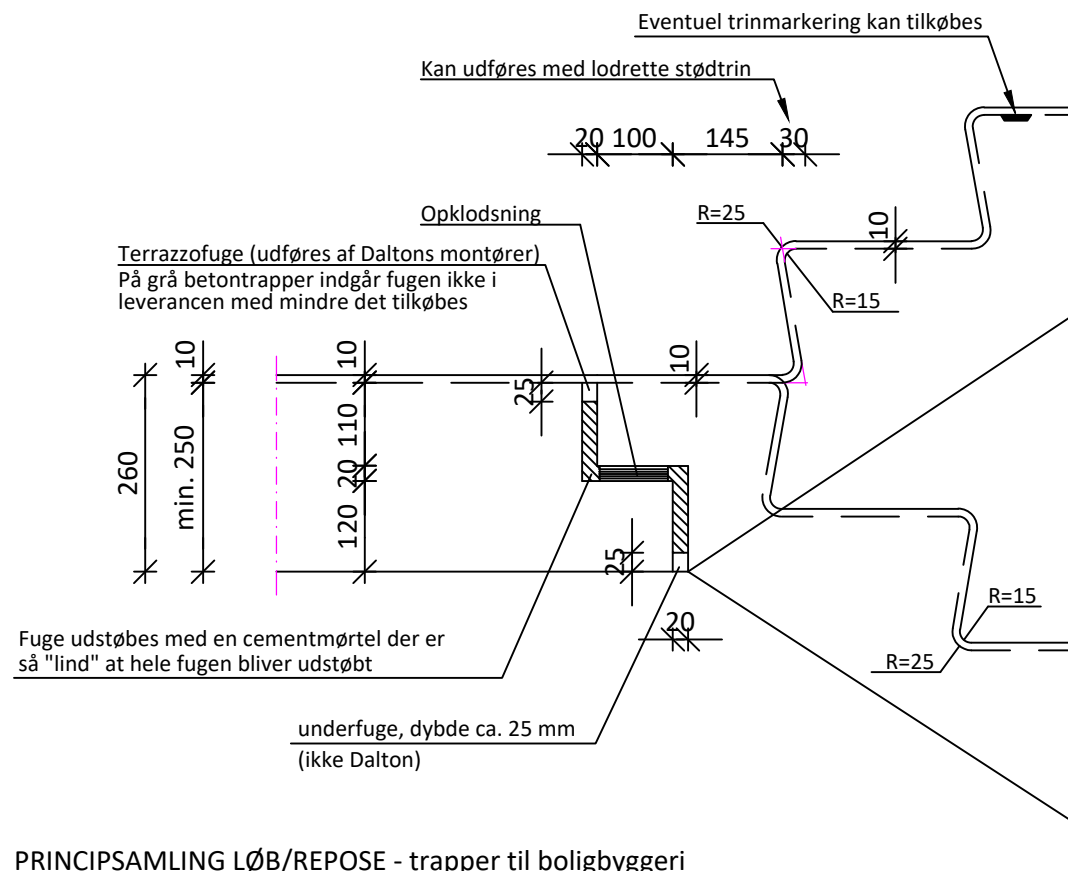 Eventuel trinmarkering kan tilkøbes
Kan udføres med lodrette stødtrin
20 100 145 30
Opklodsning
R=25
10
Terrazzofuge (udføres af Daltons montører)
På grå betontrapper indgår fugen ikke i
leverancen med mindre det tilkøbes
R=15
10
10
10
25
110
260
min. 250
20
120
25
R=15
20
Fuge udstøbes med en cementmørtel der er
så "lind" at hele fugen bliver udstøbt
R=25
underfuge, dybde ca. 25 mm
(ikke Dalton)
PRINCIPSAMLING LØB/REPOSE - trapper til boligbyggeri